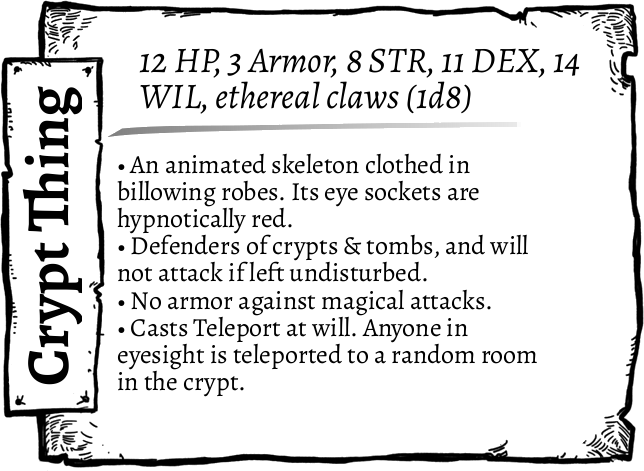 Crypt Thing
12 HP, 3 Armor, 8 STR, 11 DEX, 14
WIL, ethereal claws (1d8)
• An animated skeleton clothed in
billowing robes. Its eye sockets are
hypnotically red.
• Defenders of crypts & tombs, and will
not attack if left undisturbed.
• No armor against magical attacks.
• Casts Teleport at will. Anyone in
eyesight is teleported to a random room
in the crypt.